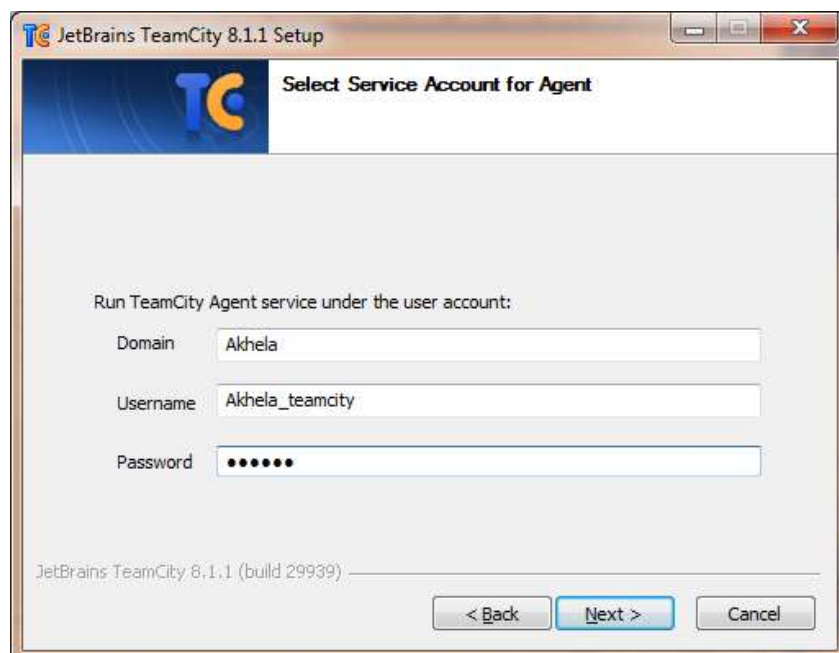 TC JetBrains TeamCity 8.1.1 Setup
TC
Select Service Account for Agent
Run TeamCity Agent service under the user account:
Domain Akhela
Username Akhela_teamcity
Password ••••••
JetBrains TeamCity 8.1.1 (build 29939)
< Back Next > Cancel